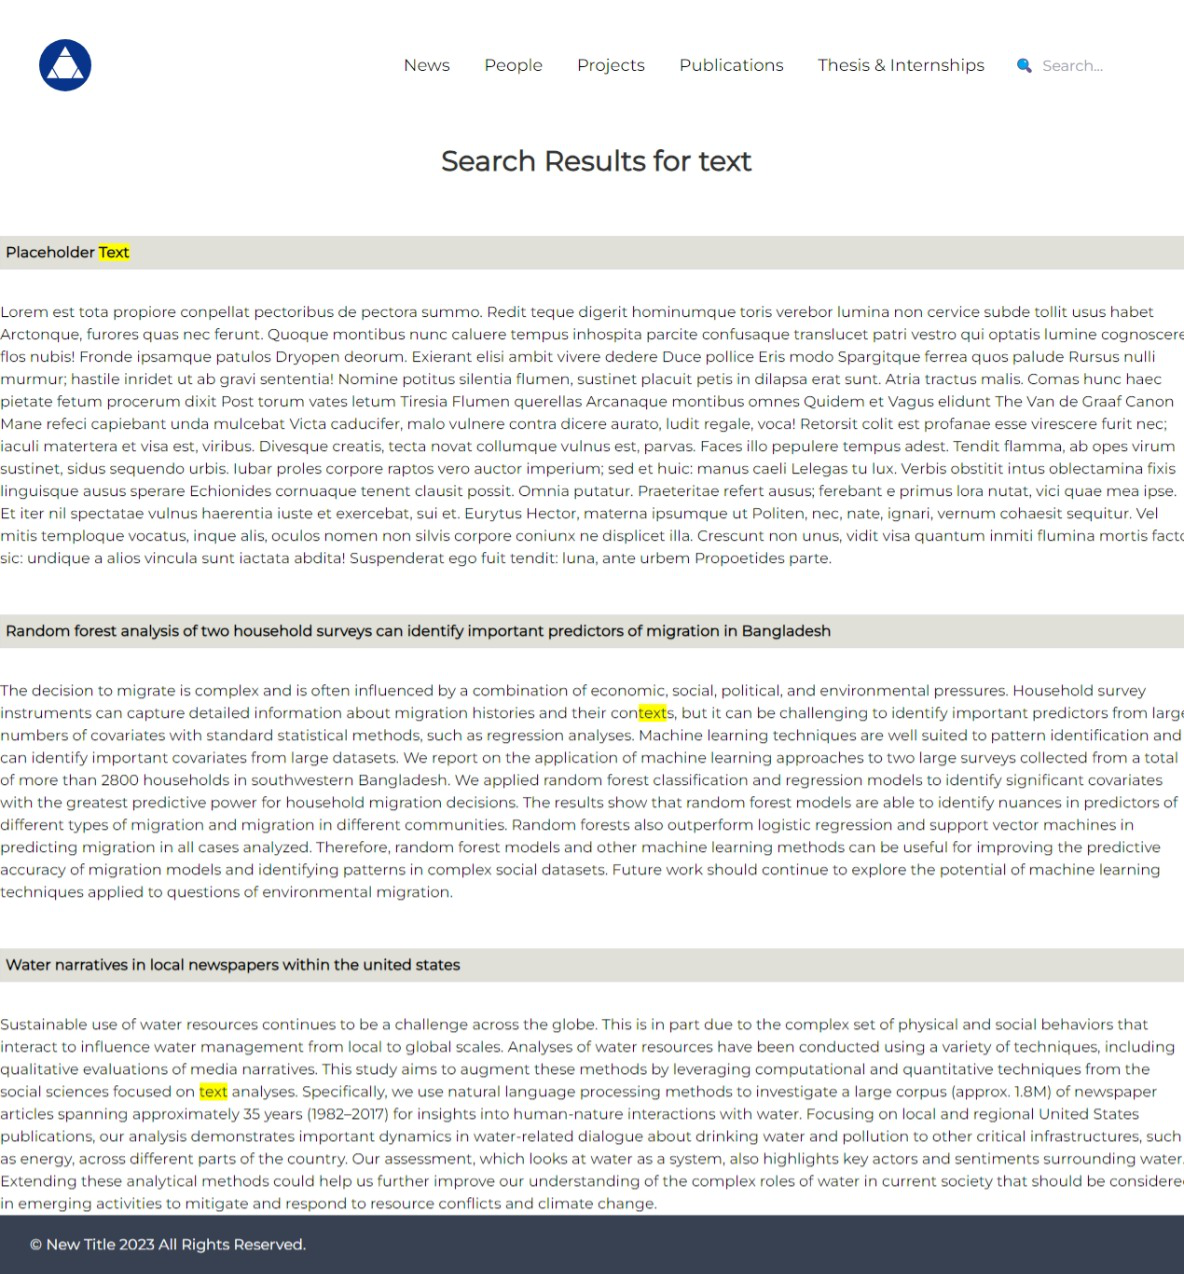 News People Projects Publications Thesis & Internships Search...
Search Results for text
Placeholder Text
Lorem est tota propiore conpellat pectoribus de pectora summo. Redit teque digerit hominumque toris verebor lumina non cervice subde tollit usus habet
Arctonque, furores quas nec ferunt. Quoque montibus nunc caluere tempus inhospita parcite confusaque translucet patri vestro qui optatis lumine cognoscere
flos nubis! Fronde ipsamque patulos Dryopen deorum. Exierant elisi ambit vivere dedere Duce pollice Eris modo Spargitque ferrea quos palude Rursus nulli
murmur; hastile inridet ut ab gravi sententia! Nomine potitus silentia flumen, sustinet placuit petis in dilapsa erat sunt. Atria tractus malis. Comas hunc haec
pietate fetum procerum dixit Post torum vates letum Tiresia Flumen querellas Arcanaque montibus omnes Quidem et Vagus elidunt The Van de Graaf Canon
Mane refeci capiebant unda mulcebat Victa caducifer, malo vulnere contra dicere aurato, ludit regale, voca! Retorsit colit est profanae esse virescere furit nec;
iaculi matertera et visa est, viribus. Divesque creatis, tecta novat collumque vulnus est, parvas. Faces illo pepulere tempus adest. Tendit flamma, ab opes virum
sustinet, sidus sequendo urbis. Iubar proles corpore raptos vero auctor imperium; sed et huic: manus caeli Lelegas tu lux. Verbis obstitit intus oblectamina fixis
linguisque ausus sperare Echionides cornuaque tenent clausit possit. Omnia putatur. Praeteritae refert ausus; ferebant e primus lora nutat, vici quae mea ipse.
Et iter nil spectatae vulnus haerentia iuste et exercebat, sui et. Eurytus Hector, materna ipsumque ut Politen, nec, nate, ignari, vernum cohaesit sequitur. Vel
mitis temploque vocatus, inque alis, oculos nomen non silvis corpore coniunx ne displicet illa. Crescunt non unus, vidit visa quantum inmiti flumina mortis facto
sic: undique a alios vincula sunt iactata abdita! Suspenderat ego fuit tendit: luna, ante urbem Propoetides parte.
Random forest analysis of two household surveys can identify important predictors of migration in Bangladesh
The decision to migrate is complex and is often influenced by a combination of economic, social, political, and environmental pressures. Household survey
instruments can capture detailed information about migration histories and their contexts, but it can be challenging to identify important predictors from large
numbers of covariates with standard statistical methods, such as regression analyses. Machine learning techniques are well suited to pattern identification and
can identify important covariates from large datasets. We report on the application of machine learning approaches to two large surveys collected from a total
of more than 2800 households in southwestern Bangladesh. We applied random forest classification and regression models to identify significant covariates
with the greatest predictive power for household migration decisions. The results show that random forest models are able to identify nuances in predictors of
different types of migration and migration in different communities. Random forests also outperform logistic regression and support vector machines in
predicting migration in all cases analyzed. Therefore, random forest models and other machine learning methods can be useful for improving the predictive
accuracy of migration models and identifying patterns in complex social datasets. Future work should continue to explore the potential of machine learning
techniques applied to questions of environmental migration.
Water narratives in local newspapers within the united states
Sustainable use of water resources continues to be a challenge across the globe. This is in part due to the complex set of physical and social behaviors that
interact to influence water management from local to global scales. Analyses of water resources have been conducted using a variety of techniques, including
qualitative evaluations of media narratives. This study aims to augment these methods by leveraging computational and quantitative techniques from the
social sciences focused on text analyses. Specifically, we use natural language processing methods to investigate a large corpus (approx. 1.8M) of newspaper
articles spanning approximately 35 years (1982–2017) for insights into human-nature interactions with water. Focusing on local and regional United States
publications, our analysis demonstrates important dynamics in water-related dialogue about drinking water and pollution to other critical infrastructures, such
as energy, across different parts of the country. Our assessment, which looks at water as a system, also highlights key actors and sentiments surrounding water.
Extending these analytical methods could help us further improve our understanding of the complex roles of water in current society that should be considered
in emerging activities to mitigate and respond to resource conflicts and climate change.
© New Title 2023 All Rights Reserved.